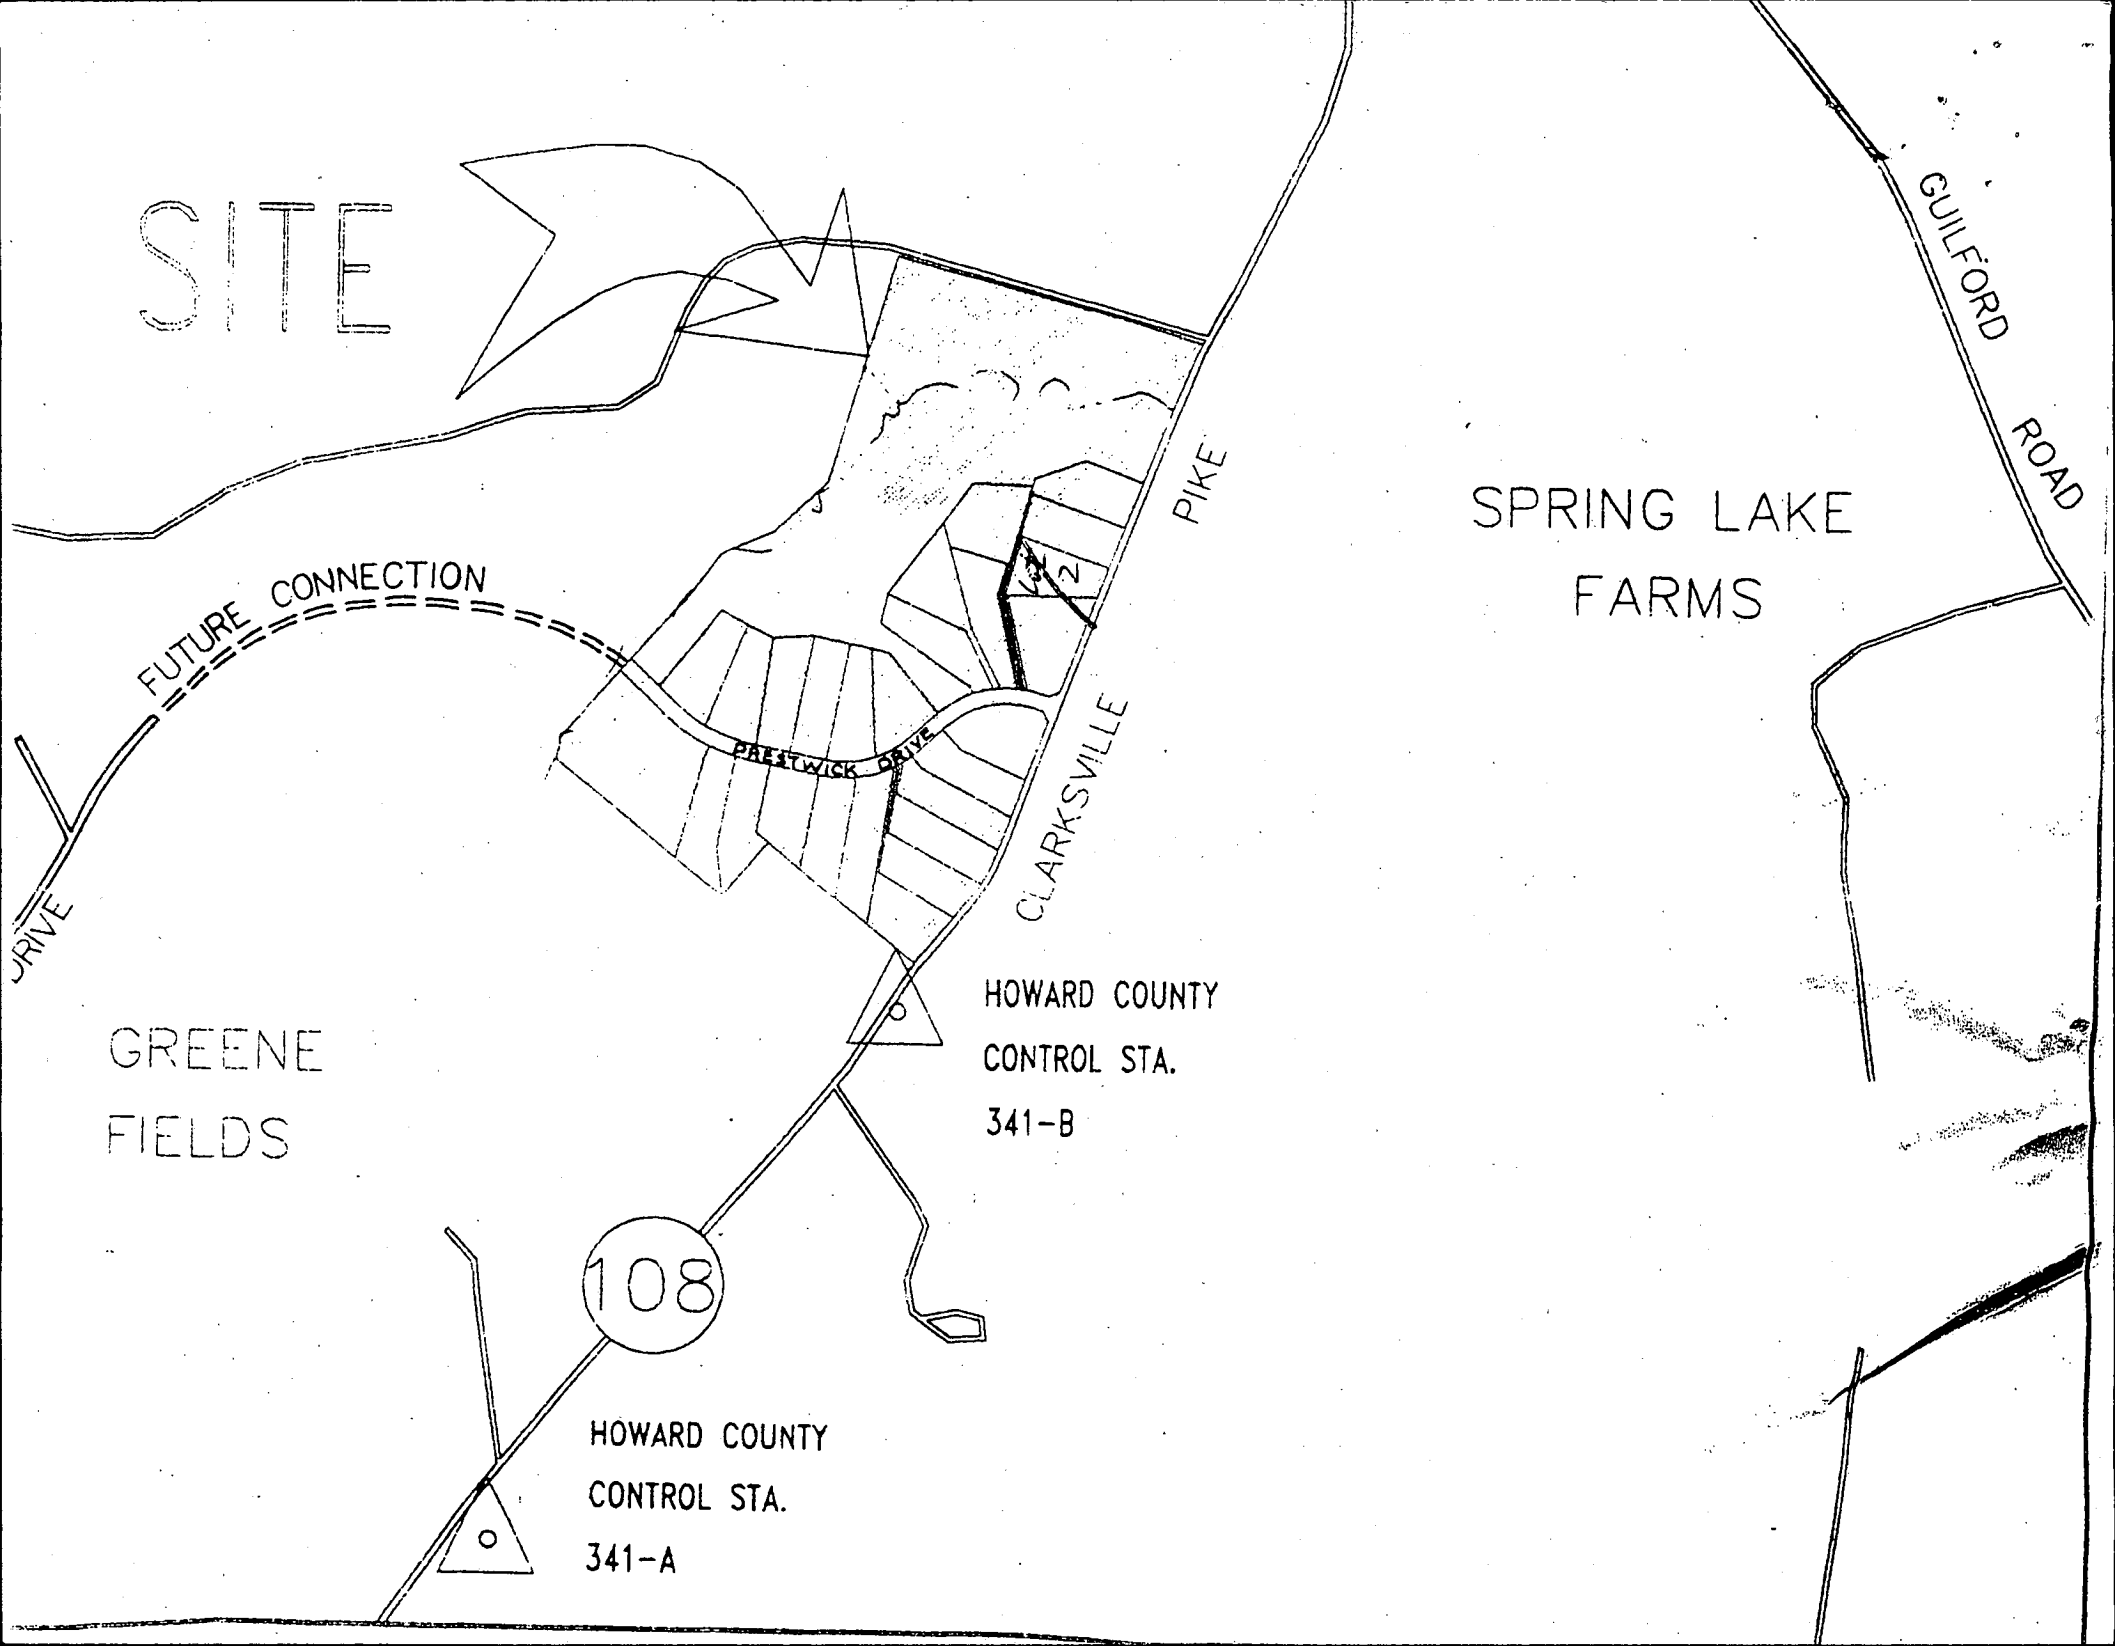 SITE
GUILFORD
ROAD
PIKE
SPRING LAKE
FARMS
2
FUTURE CONNECTION
PRESTWICK DRIVE
CLARKSVILLE
DRIVE
HOWARD COUNTY
CONTROL STA.
341-B
GREENE
FIELDS
108
HOWARD COUNTY
CONTROL STA.
341-A